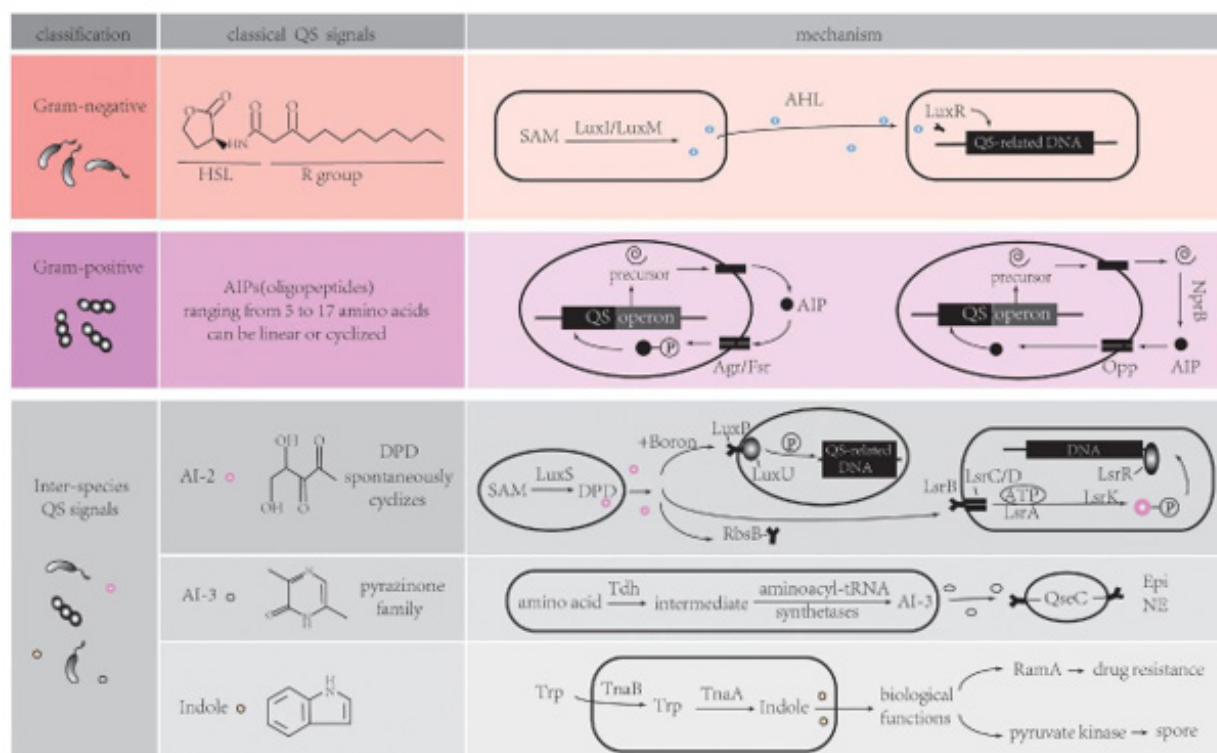 classification
classical QS signals
mechanism
Gram-negative
O
O
O
O
HN
HSL
R group
SAM
LuxI/LuxM
AHL
LuxR
QS-related DNA
Gram-positive
AIPs(oligopeptides)
ranging from 5 to 17 amino acids
can be linear or cyclized
precursor
QS operon
AIP
P
Agr/Fsr
precursor
QS operon
NprB
Opp
AIP
Inter-species
QS signals
AI-2
OH
O
OH
O
DPD
spontaneously
cyclizes
SAM
LuxS
DPD
+Boron
LuxP
LuxU
P
QS-related
DNA
RbsB
LsrB
LsrC/D
ATP
LsrA
LsrK
P
DNA
LsrR
AI-3
N
O
N
H
pyrazinone
family
amino acid
Tdh
intermediate
aminoacyl-tRNA
synthetases
AI-3
QseC
Epi
NE
Indole
H
N
Trp
TnaB
Trp
TnaA
Indole
biological
functions
RamA
drug resistance
pyruvate kinase
spore